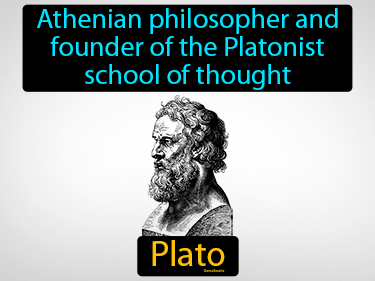 Athenian philosopher and
founder of the Platonist
school of thought
Plato